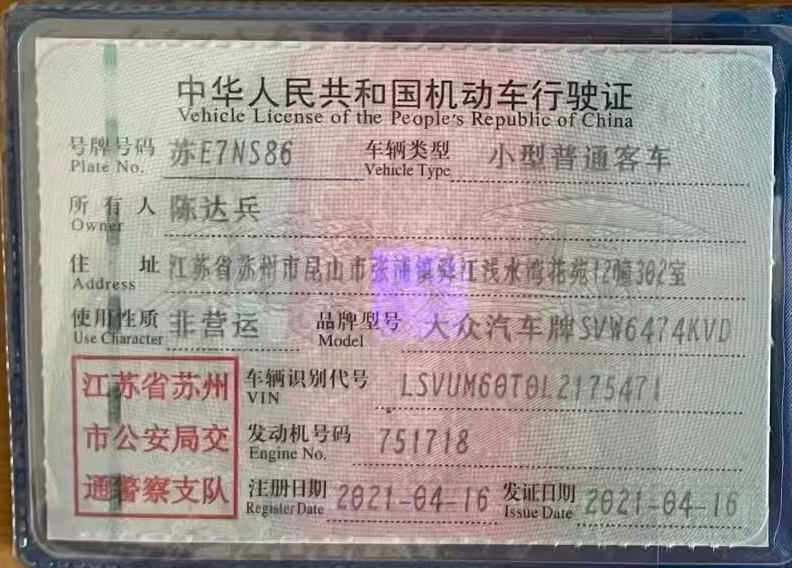 中华人民共和国机动车行驶证
Vehicle License of the People's Republic of China
号牌号码 苏E7NS86 车辆类型 小型普通客车
Plate No. Vehicle Type
所有人 陈达兵
Owner
住址 江苏省苏州市昆山市张浦镇舜江浅水湾花苑12幢302室
Address
使用性质 非营运 品牌型号 大众汽车牌SVW6474KVD
Use Character Model
江苏省苏州 车辆识别代号 LSVUM60T0L2175471
VIN
市公安局交 发动机号码 751718
Engine No.
通警察支队 注册日期 2021-04-16 发证日期 2021-04-16
Register Date Issue Date